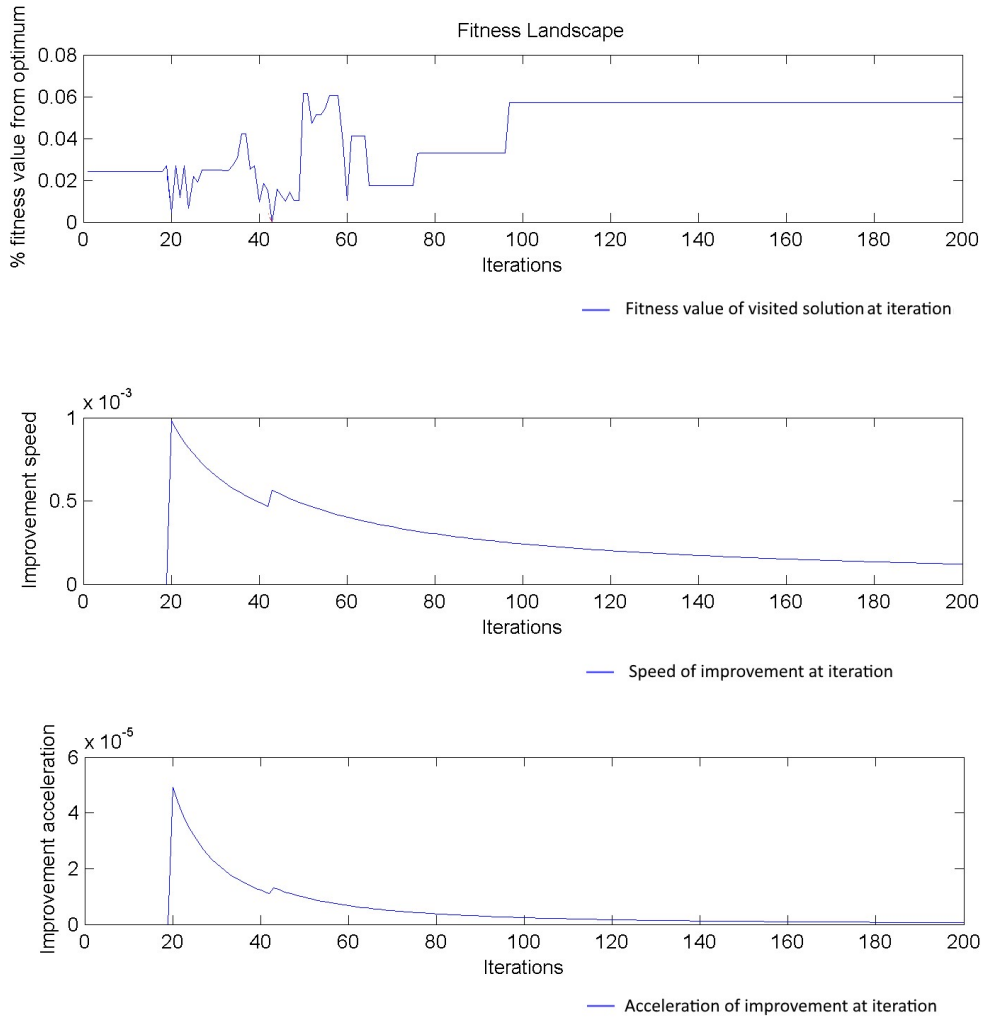 Fitness Landscape
% fitness value from optimum
0.08
0.06
0.04
0.02
0
0 20 40 60 80 100 120 140 160 180 200
Iterations
Fitness value of visited solution at iteration
x 10-3
Improvement speed
1
0.5
0
0 20 40 60 80 100 120 140 160 180 200
Iterations
Speed of improvement at iteration
x 10-5
Improvement acceleration
6
4
2
0
0 20 40 60 80 100 120 140 160 180 200
Iterations
Acceleration of improvement at iteration